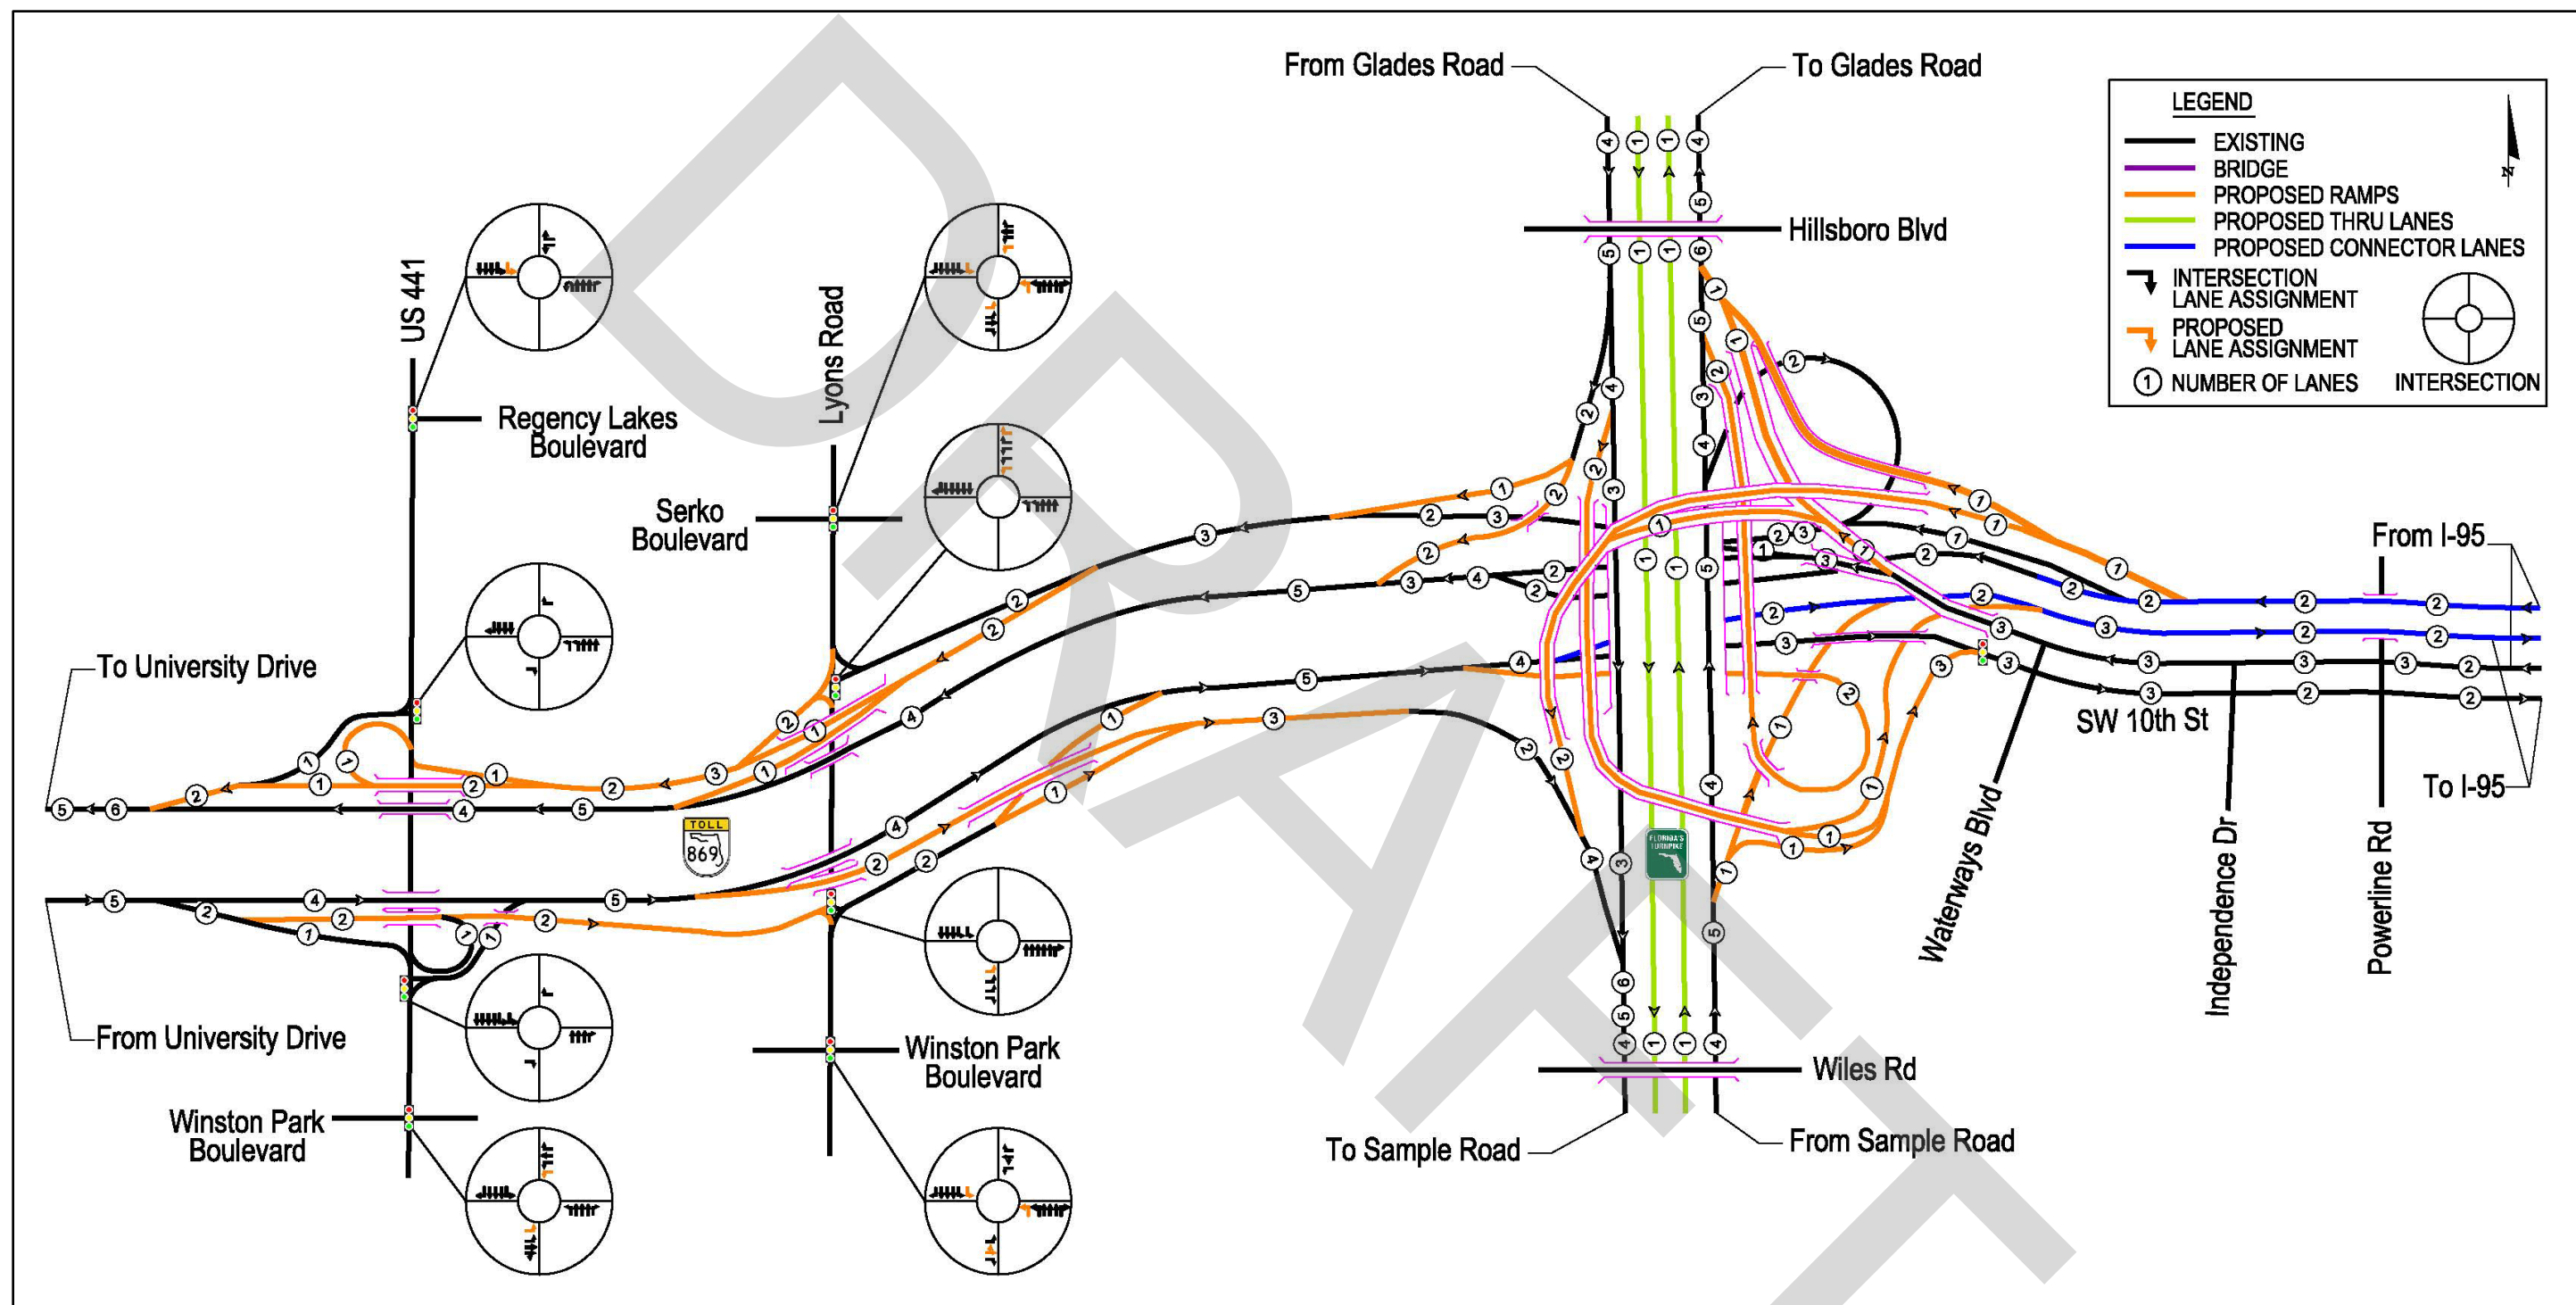 From Glades Road
To Glades Road
LEGEND
EXISTING
BRIDGE
PROPOSED RAMPS
PROPOSED THRU LANES
PROPOSED CONNECTOR LANES
INTERSECTION
LANE ASSIGNMENT
PROPOSED
LANE ASSIGNMENT
1 NUMBER OF LANES
INTERSECTION
N
Hillsboro Blvd
US 441
Lyons Road
Regency Lakes
Boulevard
Serko
Boulevard
From I-95
To University Drive
SW 10th St
To I-95
TOLL
869
FLORIDA'S
TURNPIKE
Waterways Blvd
Independence Dr
Powerline Rd
From University Drive
Winston Park
Boulevard
Winston Park
Boulevard
Wiles Rd
To Sample Road
From Sample Road
DRAFT